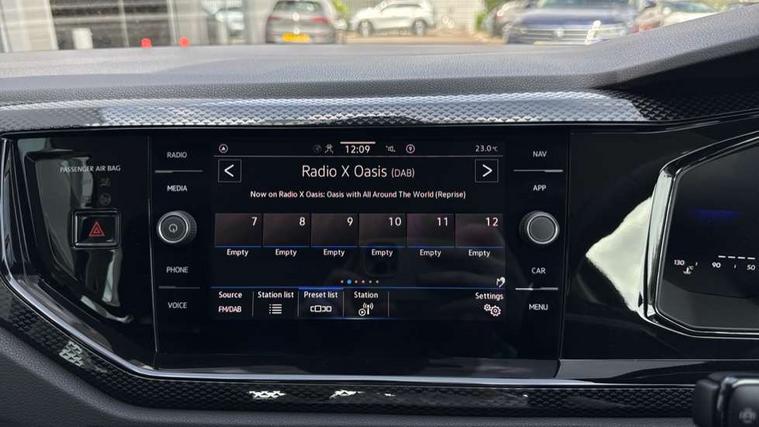 12:09
23.0°C
RADIO
NAV
Radio X Oasis (DAB)
PASSENGER AIR BAG
MEDIA
APP
Now on Radio X Oasis: Oasis with All Around The World (Reprise)
7 8 9 10 11 12
Empty Empty Empty Empty Empty Empty
PHONE
CAR
130 90 50
°C
Source Station list Preset list Station Settings
VOICE
MENU
FM/DAB